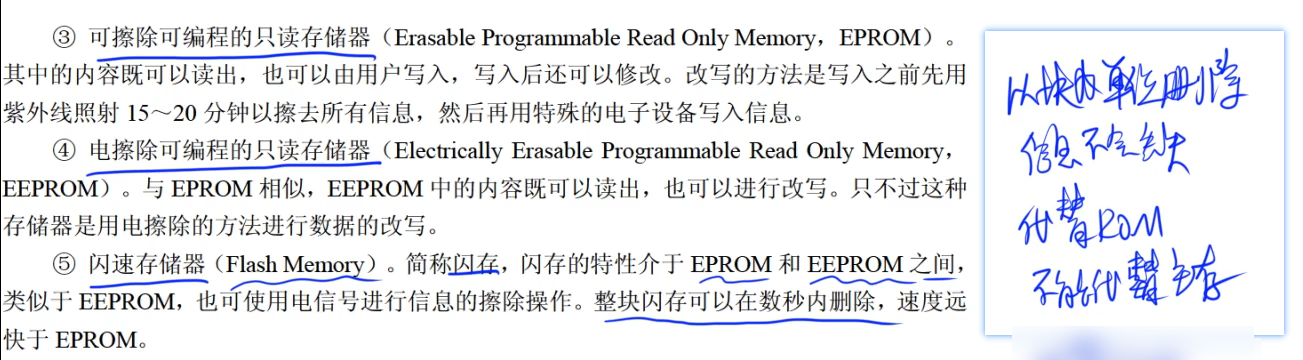 ③ 可擦除可编程的只读存储器（Erasable Programmable Read Only Memory，EPROM）。
其中的内容既可以读出，也可以由用户写入，写入后还可以修改。改写的方法是写入之前先用
紫外线照射 15～20 分钟以擦去所有信息，然后再用特殊的电子设备写入信息。
④ 电擦除可编程的只读存储器（Electrically Erasable Programmable Read Only Memory，
EEPROM）。与 EPROM 相似，EEPROM 中的内容既可以读出，也可以进行改写。只不过这种
存储器是用电擦除的方法进行数据的改写。
⑤ 闪速存储器（Flash Memory）。简称闪存，闪存的特性介于 EPROM 和 EEPROM 之间，
类似于 EEPROM，也可使用电信号进行信息的擦除操作。整块闪存可以在数秒内删除，速度远
快于 EPROM。
以块为单位删除
信息不会丢失
代替ROM
不能代替主存